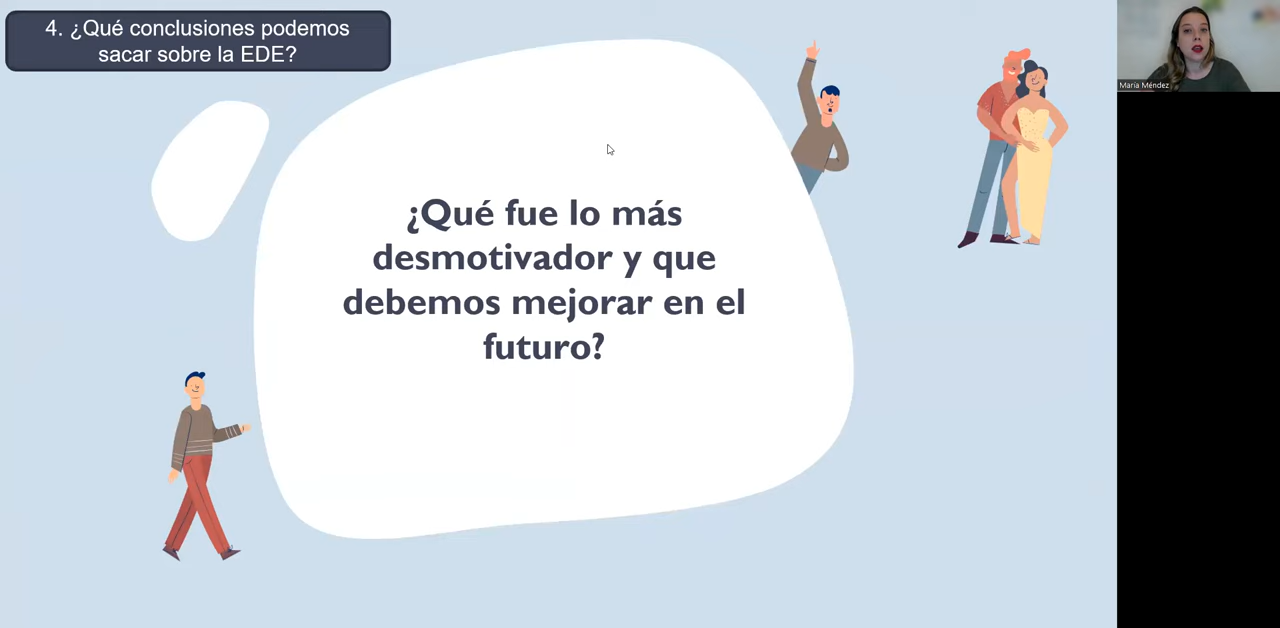 4. ¿Qué conclusiones podemos
sacar sobre la EDE?
¿Qué fue lo más
desmotivador y que
debemos mejorar en el
futuro?
María Méndez